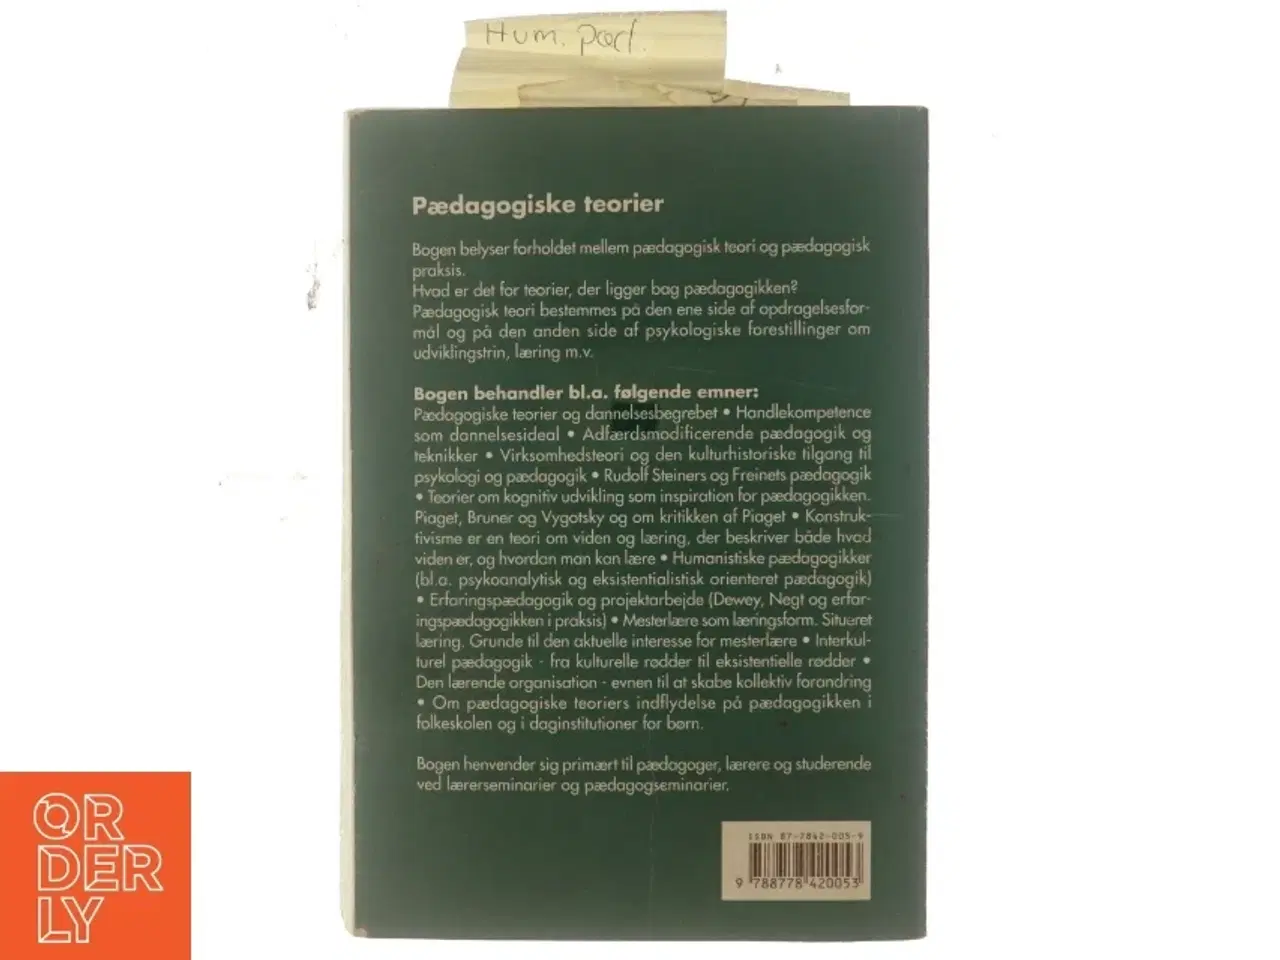 Hum. pæd.
Pædagogiske teorier
Bogen belyser forholdet mellem pædagogisk teori og pædagogisk
praksis.
Hvad er det for teorier, der ligger bag pædagogikken?
Pædagogisk teori bestemmes på den ene side af opdragelsesfor-
mål og på den anden side af psykologiske forestillinger om
udviklingstrin, læring m.v.
Bogen behandler bl.a. følgende emner:
Pædagogiske teorier og dannelsesbegrebet • Handlekompetence
som dannelsesideal • Adfærdsmodificerende pædagogik og
teknikker • Virksomhedsteori og den kulturhistoriske tilgang til
psykologi og pædagogik • Rudolf Steiners og Freinets pædagogik
• Teorier om kognitiv udvikling som inspiration for pædagogikken.
Piaget, Bruner og Vygotsky og om kritikken af Piaget • Konstruk-
tivisme er en teori om viden og læring, der beskriver både hvad
viden er, og hvordan man kan lære • Humanistiske pædagogikker
(bl.a. psykoanalytisk og eksistentialistisk orienteret pædagogik)
• Erfaringspædagogik og projektarbejde (Dewey, Negt og erfar-
ingspædagogikken i praksis) • Mesterlære som læringsform. Situeret
læring. Grunde til den aktuelle interesse for mesterlære • Interkul-
turel pædagogik - fra kulturelle rødder til eksistentielle rødder •
Den lærende organisation - evnen til at skabe kollektiv forandring
• Om pædagogiske teoriers indflydelse på pædagogikken i
folkeskolen og i daginstitutioner for børn.
Bogen henvender sig primært til pædagoger, lærere og studerende
ved lærerseminarier og pædagogseminarier.
ISBN 87-7842-005-9
9 788778 420053
OR
DER
LY